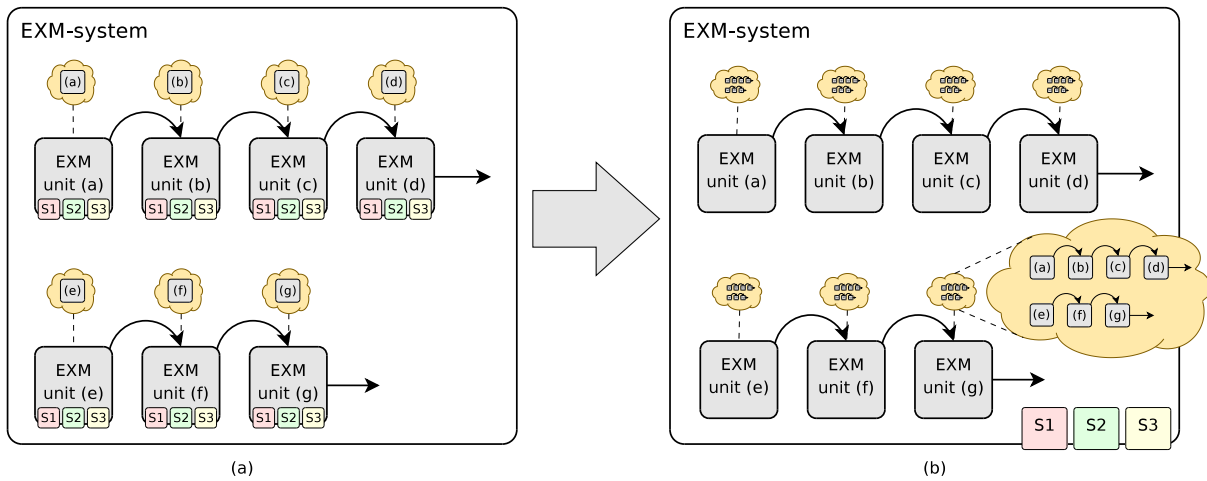 EXM-system
(a) (b) (c) (d)
EXM unit (a)
EXM unit (b)
EXM unit (c)
EXM unit (d)
S1 S2 S3 S1 S2 S3 S1 S2 S3 S1 S2 S3
(e) (f) (g)
EXM unit (e)
EXM unit (f)
EXM unit (g)
S1 S2 S3 S1 S2 S3 S1 S2 S3
(a)
EXM-system
EXM unit (a)
EXM unit (b)
EXM unit (c)
EXM unit (d)
(a) (b) (c) (d)
(e) (f) (g)
EXM unit (e)
EXM unit (f)
EXM unit (g)
S1 S2 S3
(b)